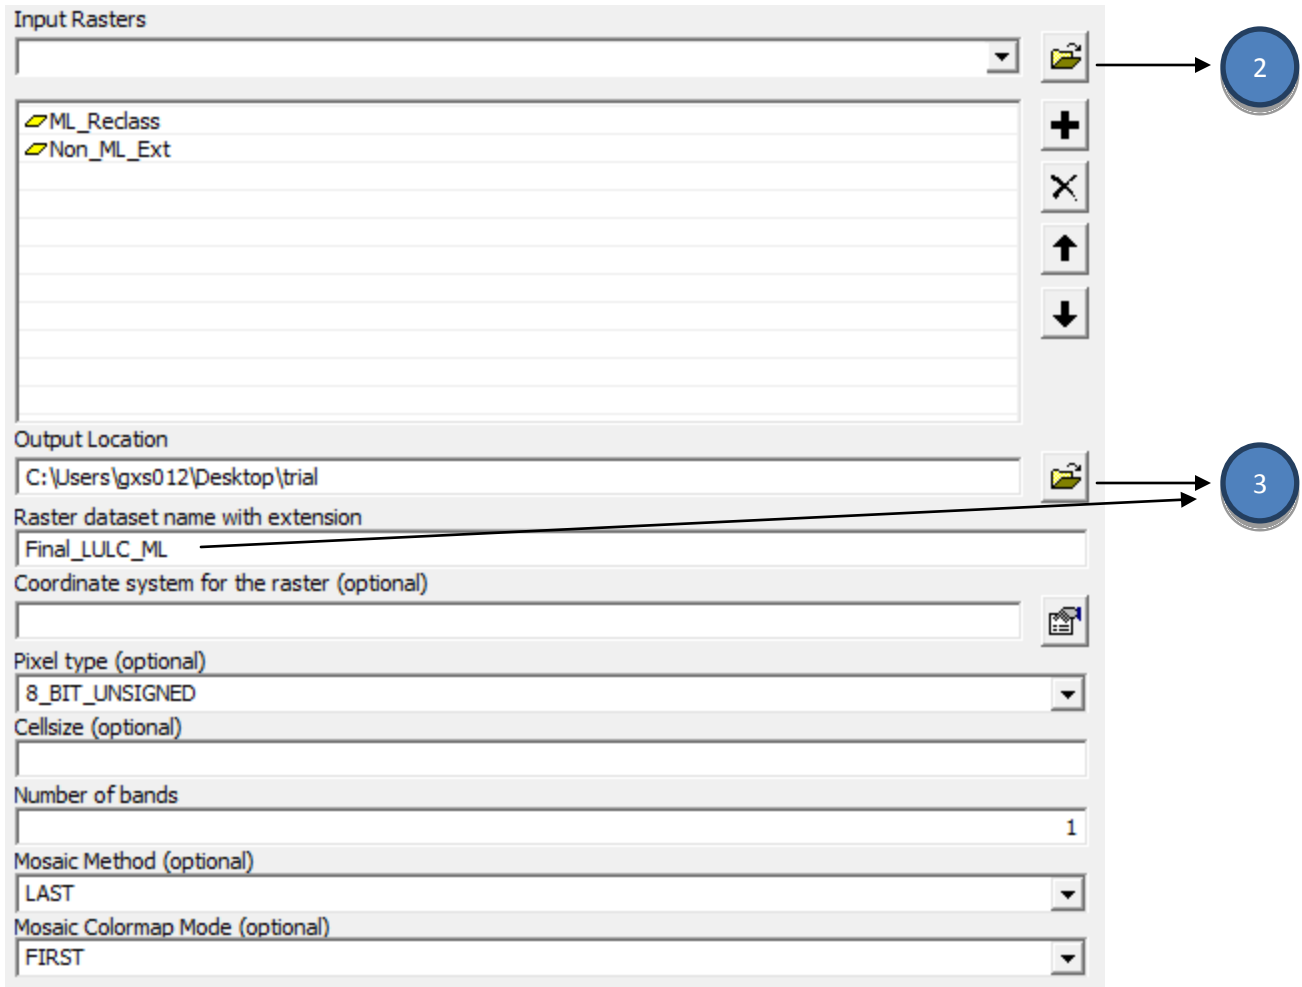 Input Rasters
2
ML_Reclass
Non_ML_Ext
Output Location
C:\Users\gxs012\Desktop\trial
3
Raster dataset name with extension
Final_LULC_ML
Coordinate system for the raster (optional)
Pixel type (optional)
8_BIT_UNSIGNED
Cellsize (optional)
Number of bands
1
Mosaic Method (optional)
LAST
Mosaic Colormap Mode (optional)
FIRST